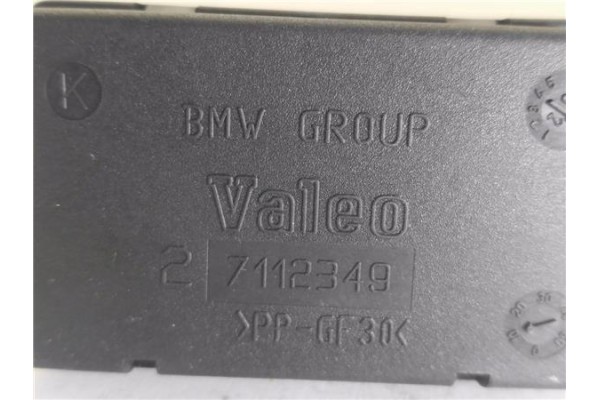 K
BMW GROUP
Valeo
2 7112349
>PP-GF30<